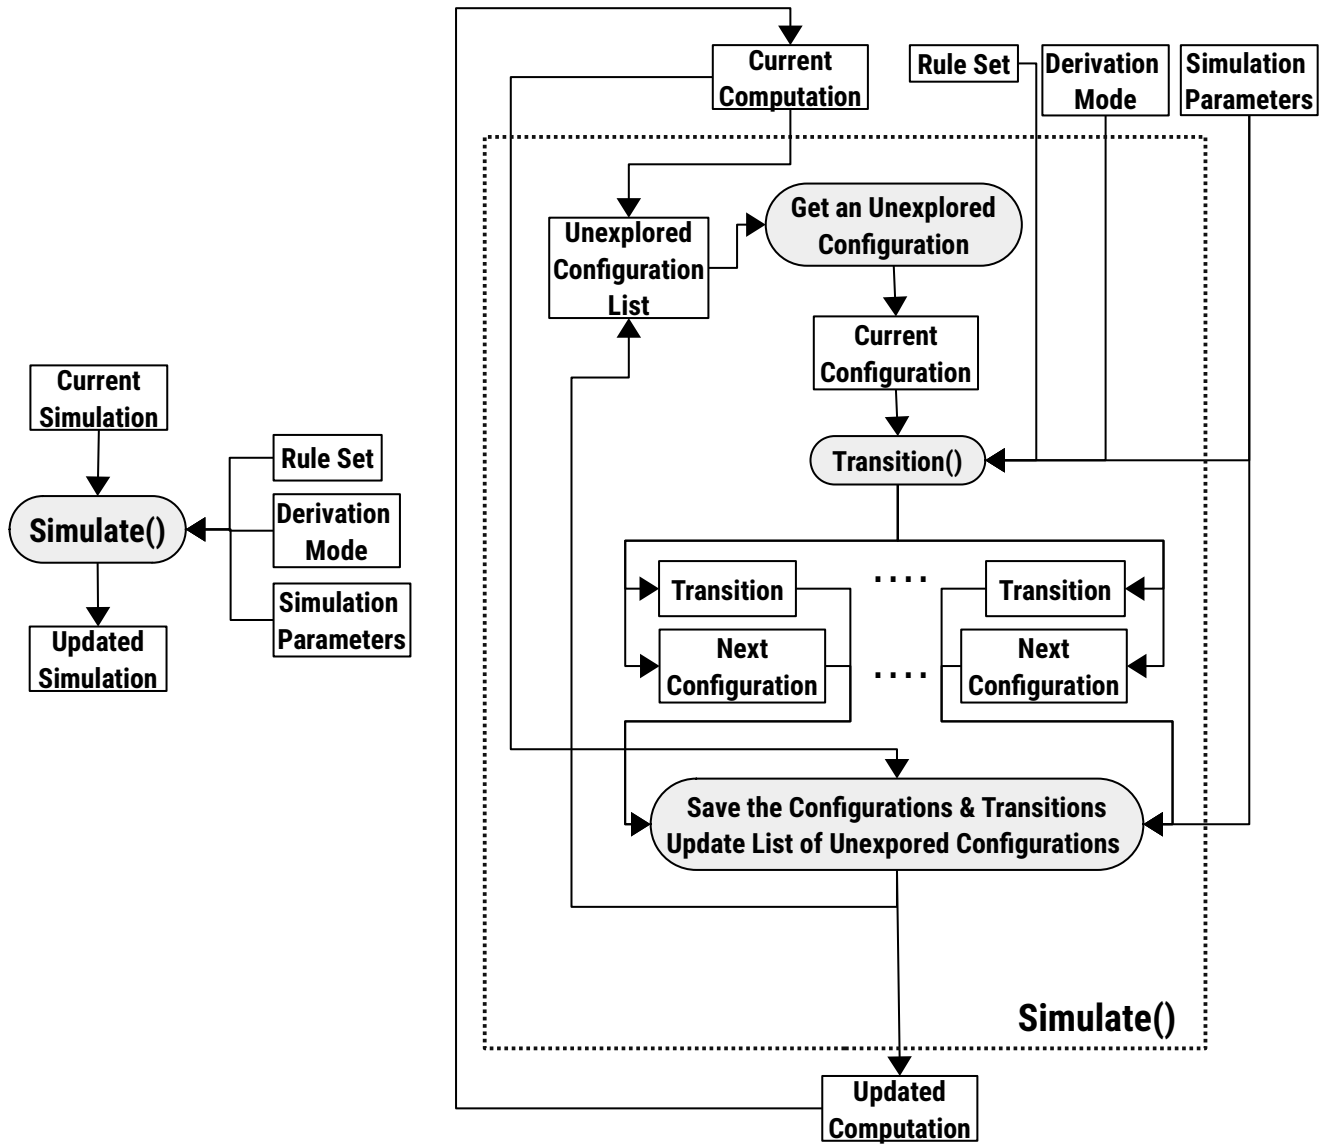 Current
Computation
Rule Set
Derivation
Mode
Simulation
Parameters
Get an Unexplored
Configuration
Unexplored
Configuration
List
Current
Configuration
Transition()
Current
Simulation
Rule Set
Simulate()
Derivation
Mode
Simulation
Parameters
Updated
Simulation
Transition
....
Transition
Next
Configuration
....
Next
Configuration
Save the Configurations & Transitions
Update List of Unexpored Configurations
Simulate()
Updated
Computation